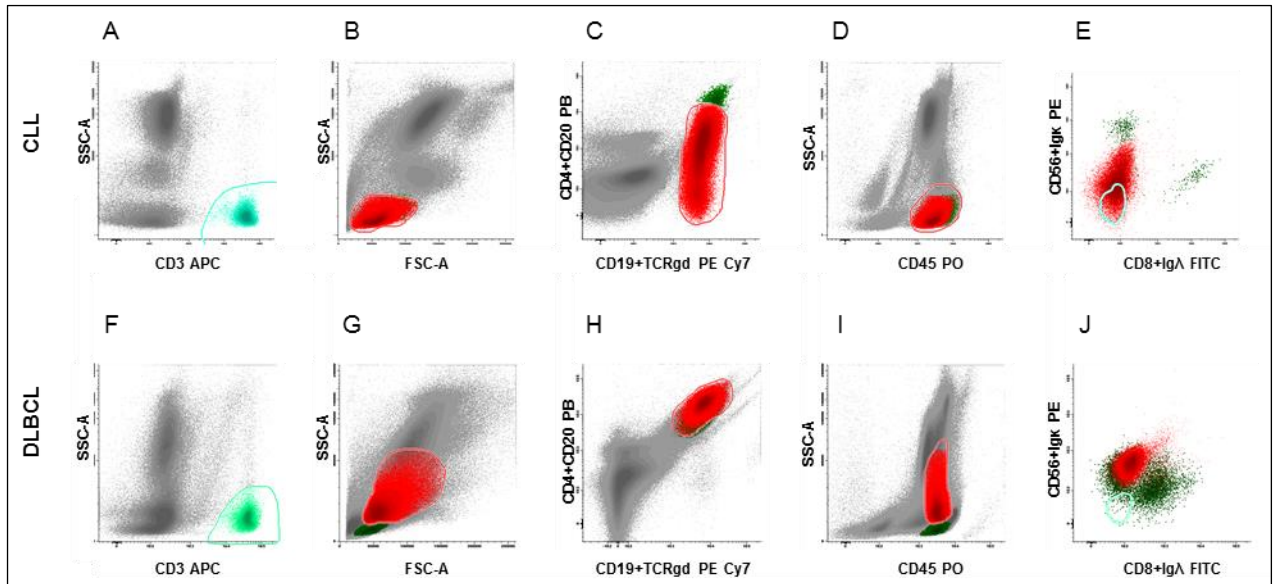 A B C D E
CLL
SSC-A SSC-A CD4+CD20 PB SSC-A CD56+Igκ PE
CD3 APC FSC-A CD19+TCRgd PE Cy7 CD45 PO CD8+Igλ FITC
F G H I J
DLBCL
SSC-A SSC-A CD4+CD20 PB SSC-A CD56+Igκ PE
CD3 APC FSC-A CD19+TCRgd PE Cy7 CD45 PO CD8+Igλ FITC